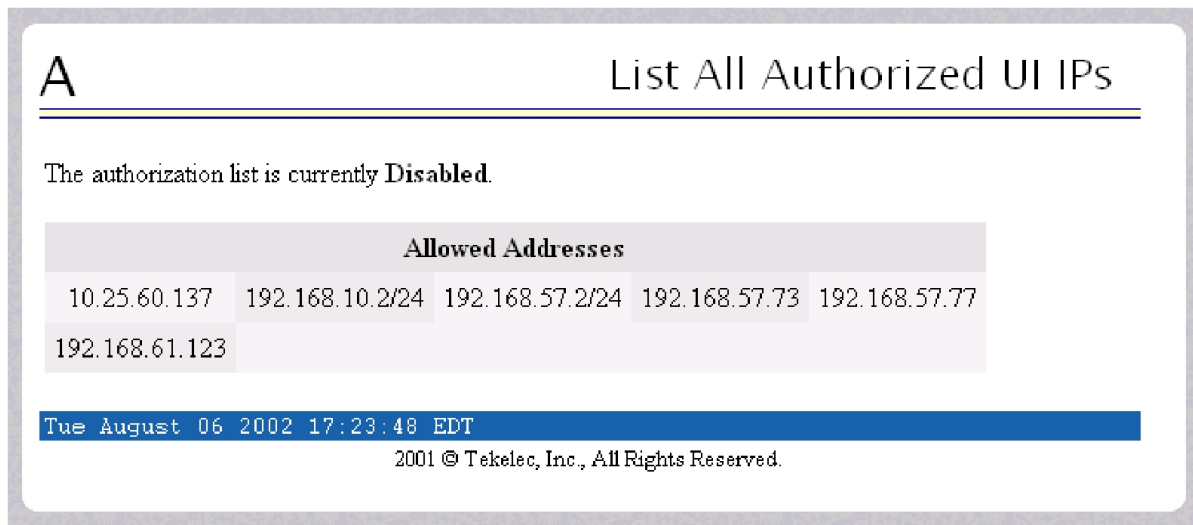 A List All Authorized UI IPs
The authorization list is currently Disabled.
Allowed Addresses
10.25.60.137 192.168.10.2/24 192.168.57.2/24 192.168.57.73 192.168.57.77
192.168.61.123
Tue August 06 2002 17:23:48 EDT
2001 © Tekelec, Inc., All Rights Reserved.